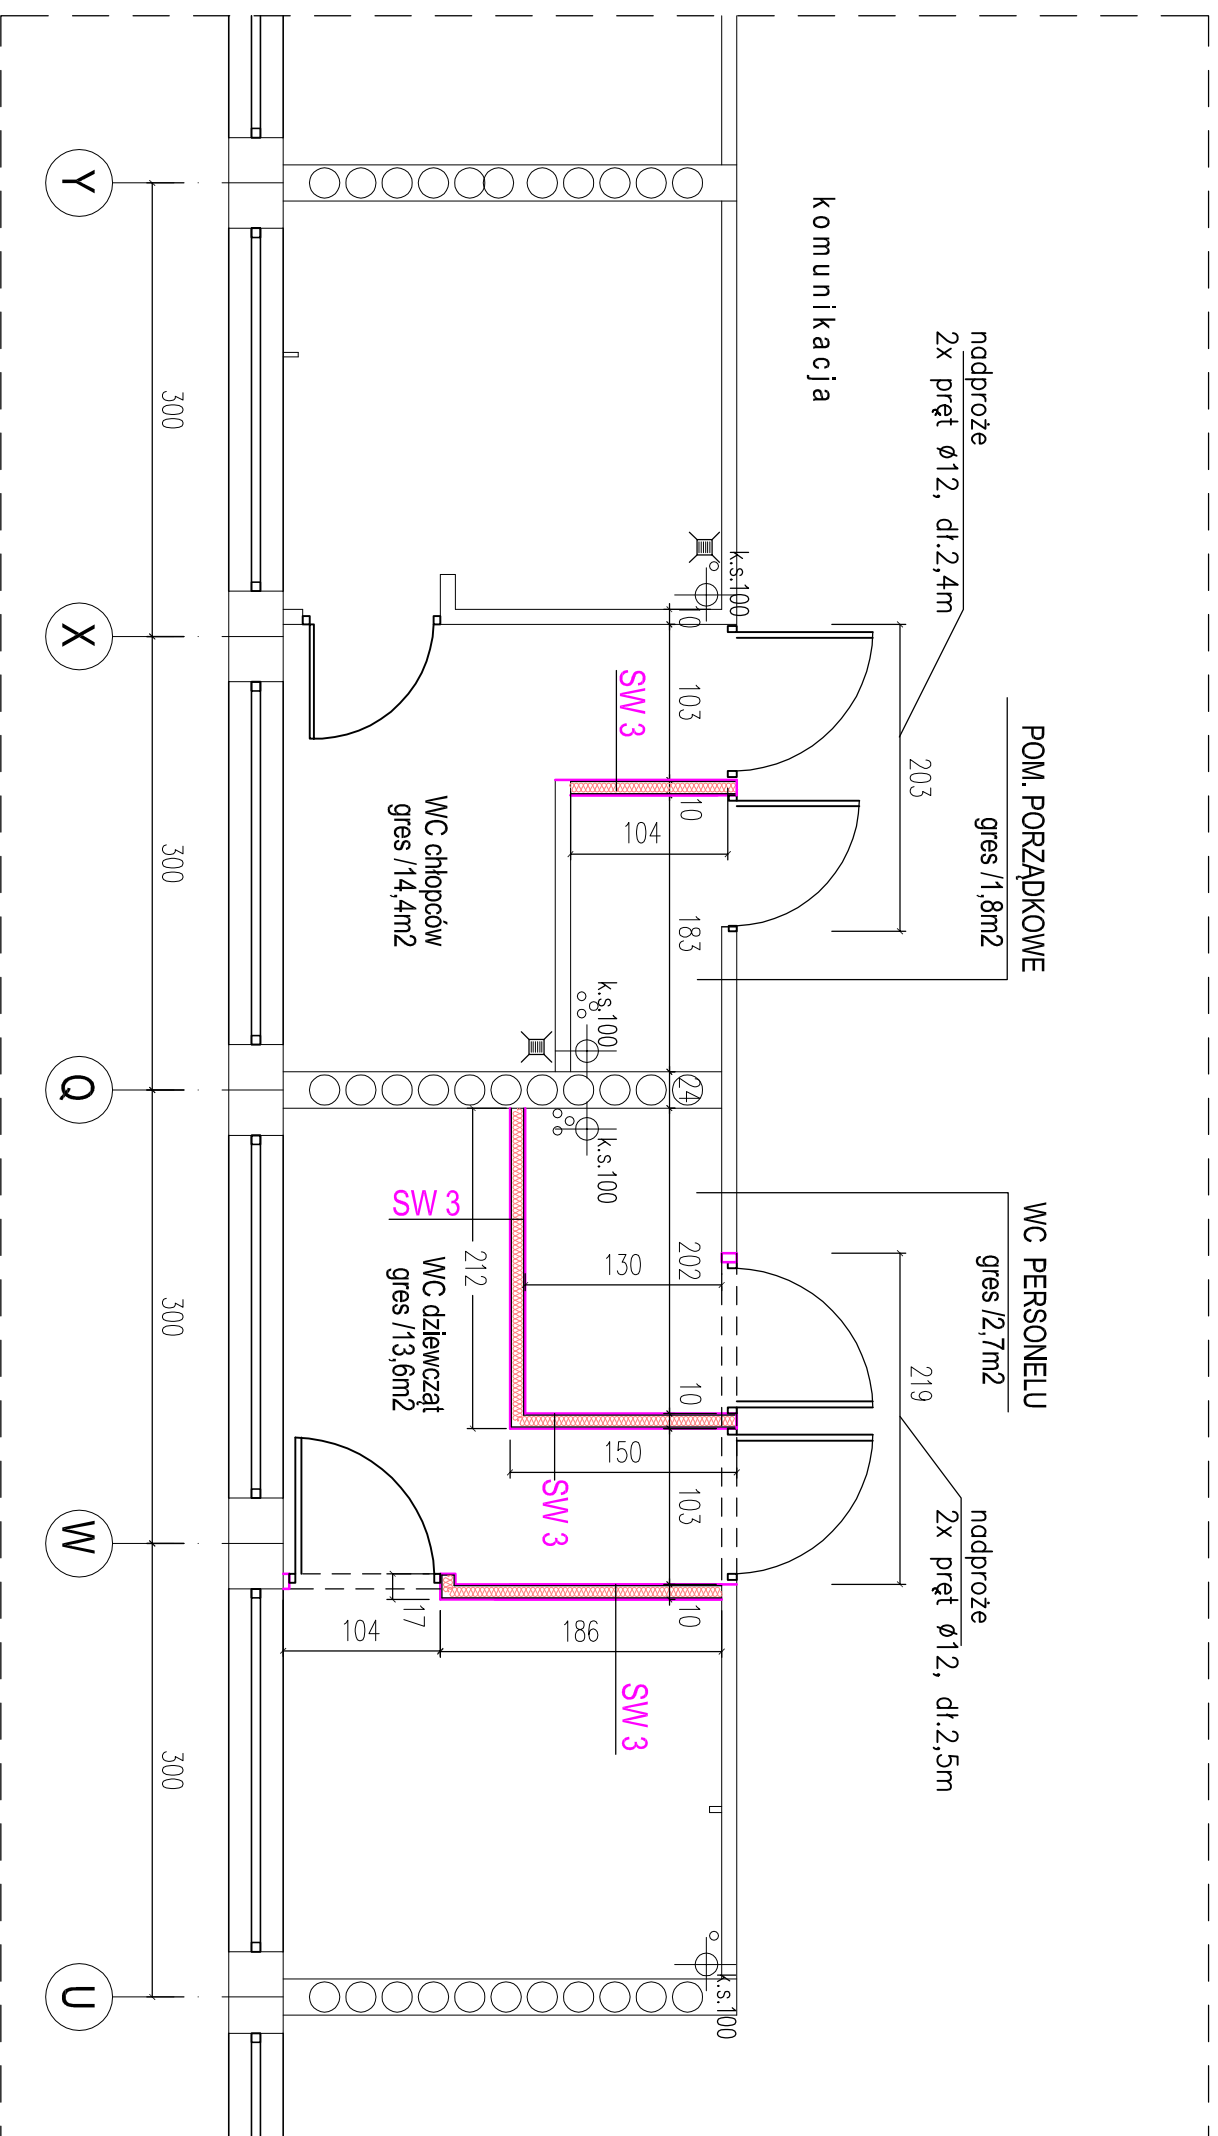 nadproże
2x pręt ø12, dł.2,4m
POM. PORZĄDKOWE
gres /1,8m2
WC PERSONELU
gres /2,7m2
nadproże
2x pręt ø12, dł.2,5m
komunikacja
203
219
k.s.100
k.s.100
k.s.100
k.s.100
10
103
10
183
24
202
10
103
10
SW 3
104
130
150
SW 3
186
SW 3
212
SW 3
17
104
WC chłopców
gres /14,4m2
WC dziewcząt
gres /13,6m2
300
300
300
300
Y
X
Q
W
U